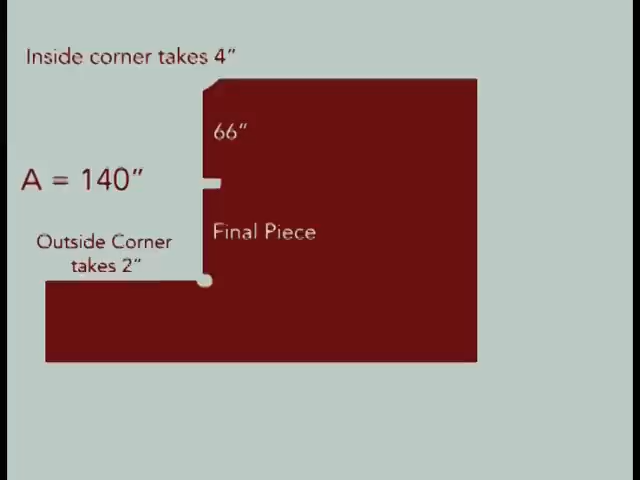 Inside corner takes 4”
66”
A = 140”
Final Piece
Outside Corner
takes 2”